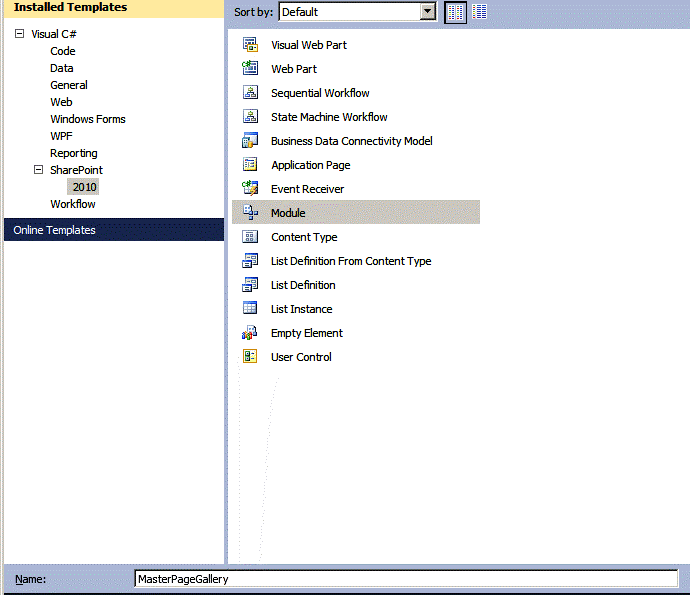 Installed Templates
Sort by: Default
Visual C#
Code
Data
General
Web
Windows Forms
WPF
Reporting
SharePoint
2010
Workflow
Online Templates
Visual Web Part
Web Part
Sequential Workflow
State Machine Workflow
Business Data Connectivity Model
Application Page
Event Receiver
Module
Content Type
List Definition From Content Type
List Definition
List Instance
Empty Element
User Control
Name: MasterPageGallery